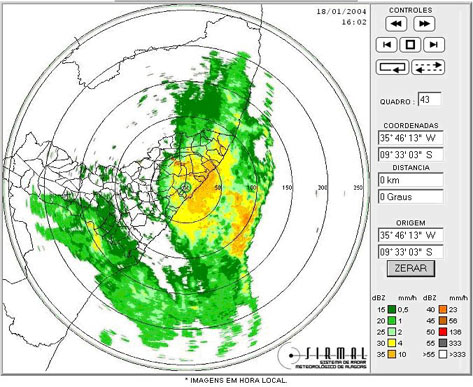 18/01/2004
16:02
50
100
150
200
250
SIRMAL
SISTEMA DE RADAR
METEOROLÓGICO DE ALAGOAS
* IMAGENS EM HORA LOCAL.
CONTROLES
QUADRO : 43
COORDENADAS
35° 46' 13" W
09° 33' 03" S
DISTANCIA
0 km
0 Graus
ORIGEM
35° 46' 13" W
09° 33' 03" S
ZERAR
dBZ mm/h dBZ mm/h
15 0,5 40 23
20 1 45 56
25 2 50 136
30 4 55 333
35 10 >55 >333